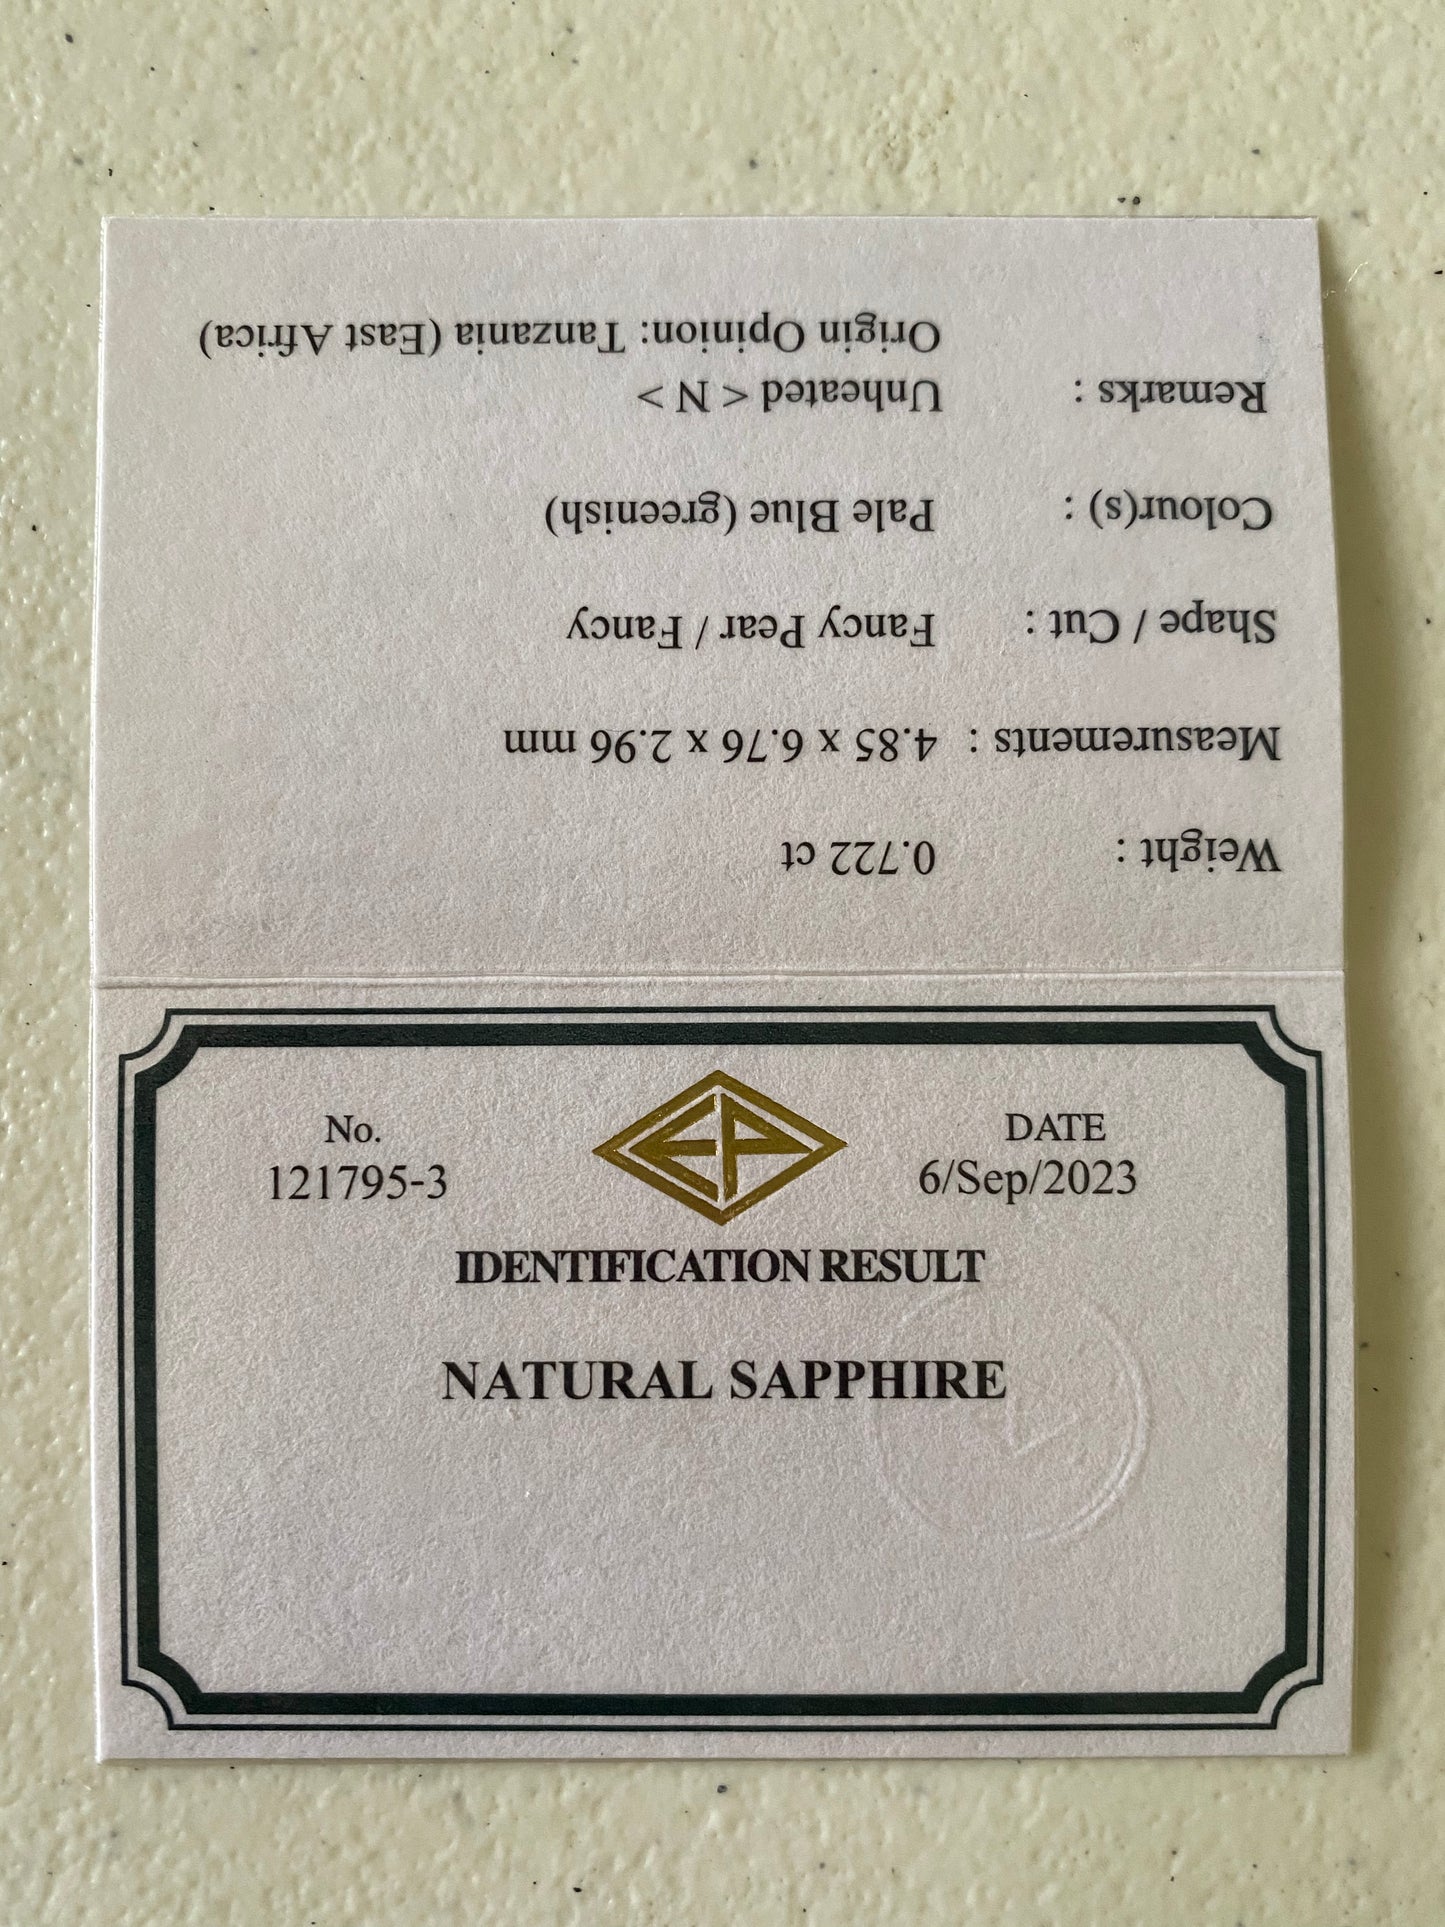 No.
121795-3
EP
DATE
6/Sep/2023
IDENTIFICATION RESULT
NATURAL SAPPHIRE
Weight : 0.722 ct
Measurements : 4.85 x 6.76 x 2.96 mm
Shape / Cut : Fancy Pear / Fancy
Colour(s) : Pale Blue (greenish)
Remarks : Unheated < N >
Origin Opinion: Tanzania (East Africa)